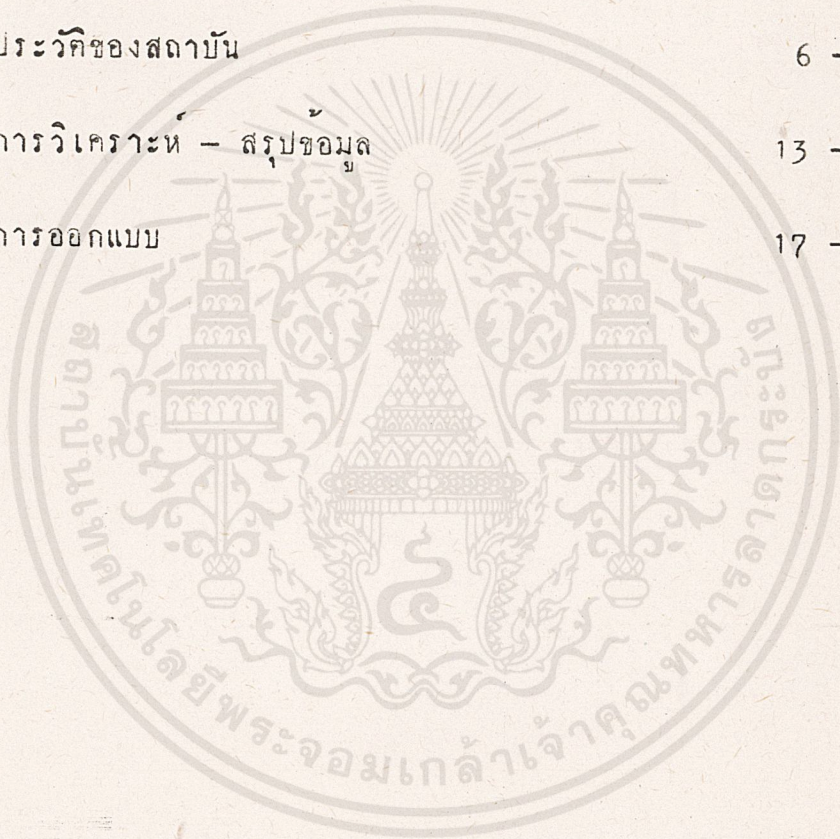 ประวัติของสถาบัน 6 -
การวิเคราะห์ - สรุปข้อมูล 13 -
การออกแบบ 17 -
สถาบันเทคโนโลยีพระจอมเกล้าเจ้าคุณทหารลาดกระบัง
๔